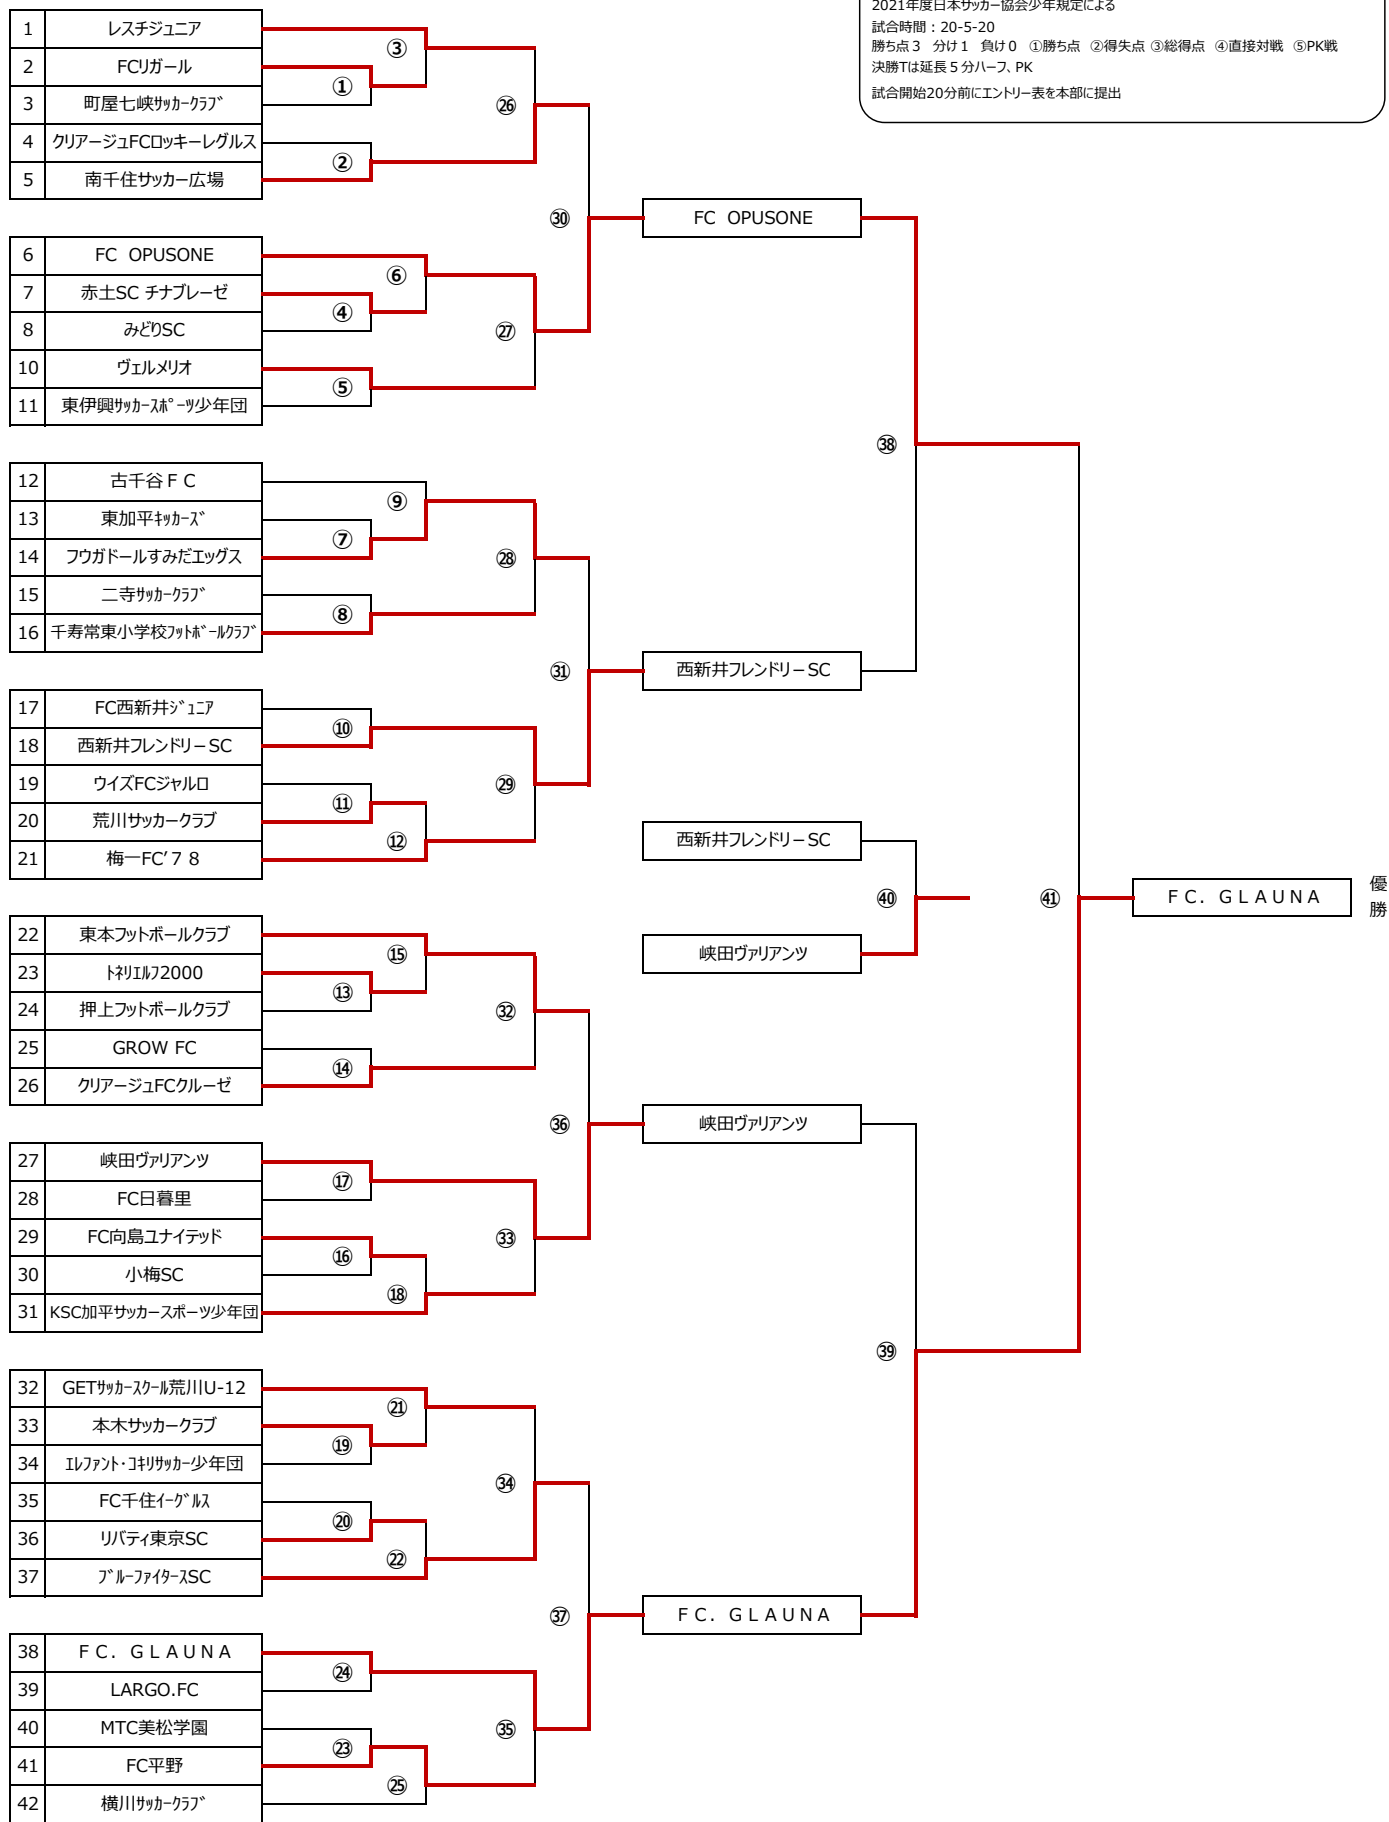 2021年度日本サッカー協会少年規定による
試合時間：20-5-20
勝ち点３ 分け１ 負け０ ①勝ち点 ②得失点 ③総得点 ④直接対戦 ⑤PK戦
決勝Tは延長５分ハーフ、PK
試合開始20分前にエントリー表を本部に提出
1 レスチジュニア
2 FCリガール
3 町屋七峡ｻｯｶｰｸﾗﾌﾞ
4 クリアージュFCロッキーレグルス
5 南千住サッカー広場
③
①
②
㉖
6 FC OPUSONE
7 赤土SC チナブレーゼ
8 みどりSC
10 ヴェルメリオ
11 東伊興ｻｯｶｰｽﾎﾟｰﾂ少年団
⑥
④
⑤
㉗
㉚
FC OPUSONE
12 古千谷ＦＣ
13 東加平ｷｯｶｰｽﾞ
14 フウガドールすみだエッグス
15 二寺ｻｯｶｰｸﾗﾌﾞ
16 千寿常東小学校ﾌｯﾄﾎﾞｰﾙｸﾗﾌﾞ
⑨
⑦
⑧
㉘
17 FC西新井ｼﾞｭﾆｱ
18 西新井フレンドリーSC
19 ウイズFCジャルロ
20 荒川サッカークラブ
21 梅一FC’７８
⑩
⑪
⑫
㉙
㉛
西新井フレンドリーSC
㊳
西新井フレンドリーSC
㊵
峡田ヴァリアンツ
㊶
ＦＣ．ＧＬＡＵＮＡ
優勝
22 東本フットボールクラブ
23 ﾄﾈﾘｴﾙﾌ2000
24 押上フットボールクラブ
25 GROW FC
26 クリアージュFCクルーゼ
⑮
⑬
⑭
㉜
27 峡田ヴァリアンツ
28 FC日暮里
29 FC向島ユナイテッド
30 小梅SC
31 KSC加平サッカースポーツ少年団
⑰
⑯
⑱
㉝
㊱
峡田ヴァリアンツ
㊴
32 GETｻｯｶｰｽｸｰﾙ荒川U-12
33 本木サッカークラブ
34 ｴﾚﾌｧﾝﾄ･ｺｷﾘｻｯｶｰ少年団
35 FC千住ｲｰｸﾞﾙｽ
36 リバティ東京SC
37 ﾌﾞﾙｰﾌｧｲﾀｰｽSC
㉑
⑲
⑳
㉒
㉞
㊲
ＦＣ．ＧＬＡＵＮＡ
38 ＦＣ．ＧＬＡＵＮＡ
39 LARGO.FC
40 MTC美松学園
41 FC平野
42 横川ｻｯｶｰｸﾗﾌﾞ
㉔
㉓
㉕
㉟